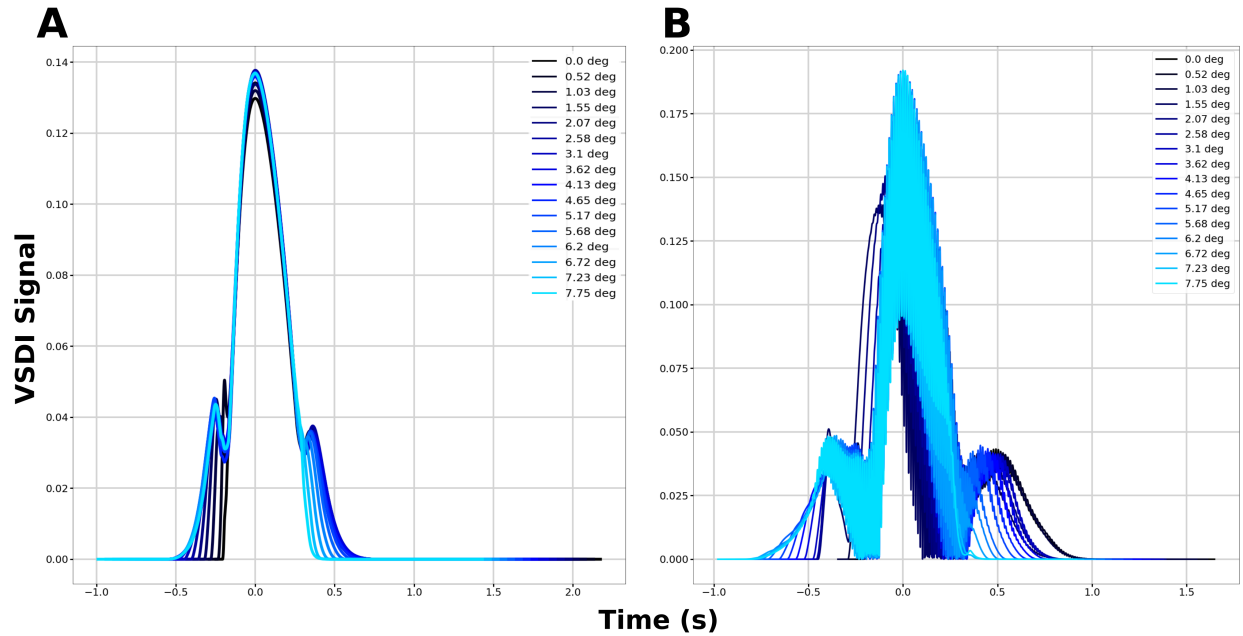 A
B
VSDI Signal
0.14
0.12
0.10
0.08
0.06
0.04
0.02
0.00
−1.0 −0.5 0.0 0.5 1.0 1.5 2.0
0.0 deg
0.52 deg
1.03 deg
1.55 deg
2.07 deg
2.58 deg
3.1 deg
3.62 deg
4.13 deg
4.65 deg
5.17 deg
5.68 deg
6.2 deg
6.72 deg
7.23 deg
7.75 deg
0.200
0.175
0.150
0.125
0.100
0.075
0.050
0.025
0.000
−1.0 −0.5 0.0 0.5 1.0 1.5
0.0 deg
0.52 deg
1.03 deg
1.55 deg
2.07 deg
2.58 deg
3.1 deg
3.62 deg
4.13 deg
4.65 deg
5.17 deg
5.68 deg
6.2 deg
6.72 deg
7.23 deg
7.75 deg
Time (s)